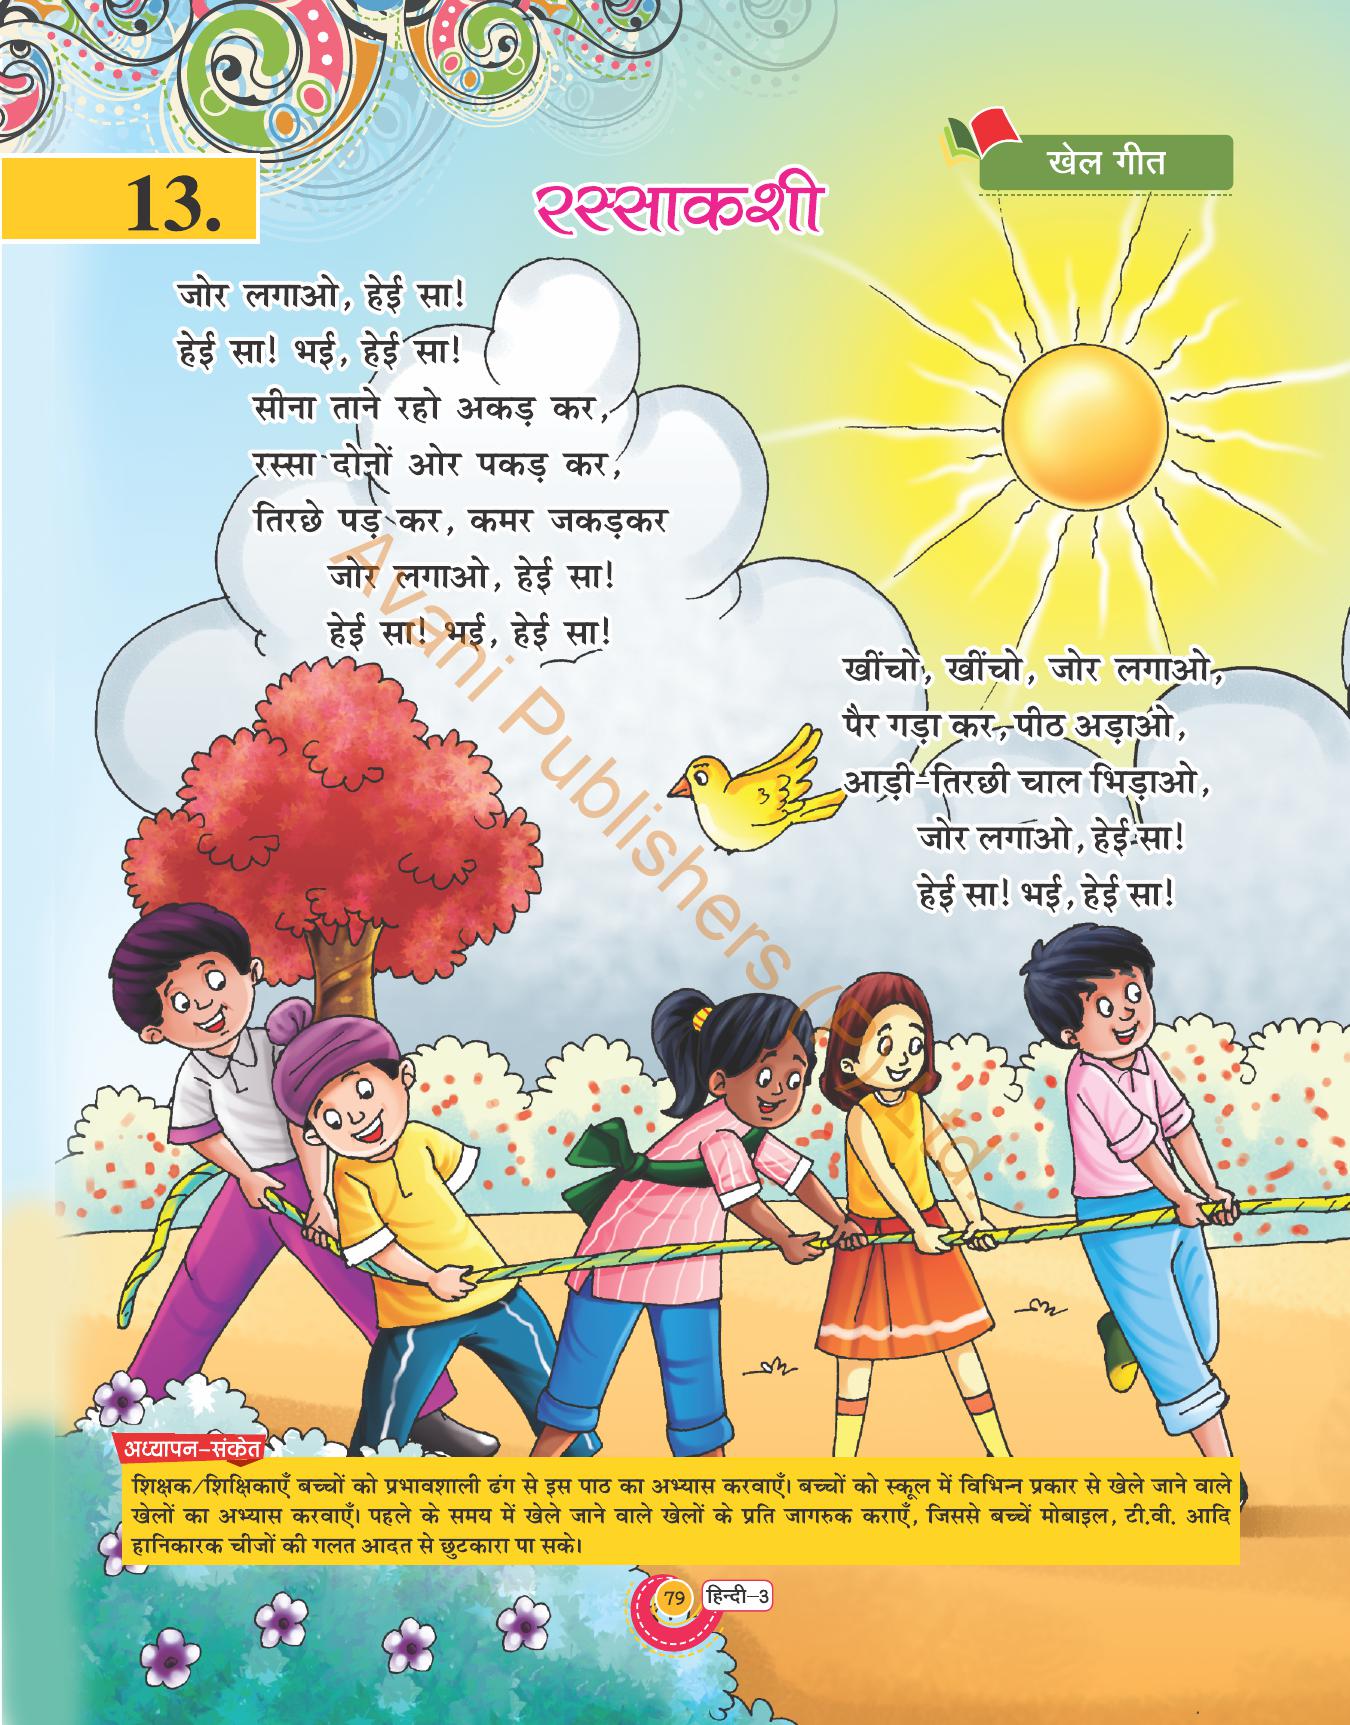 13.
रस्साकशी
खेल गीत
जोर लगाओ, हेई सा!
हेई सा! भई, हेई सा!
सीना ताने रहो अकड़ कर,
रस्सा दोनों ओर पकड़ कर,
तिरछे पड़ कर, कमर जकड़कर
जोर लगाओ, हेई सा!
हेई सा! भई, हेई सा!
खींचो, खींचो, जोर लगाओ,
पैर गड़ा कर, पीठ अड़ाओ,
आड़ी-तिरछी चाल भिड़ाओ,
जोर लगाओ, हेई सा!
हेई सा! भई, हेई सा!
Avani Publishers (P) Ltd.
अध्यापन-संकेत
शिक्षक/शिक्षिकाएँ बच्चों को प्रभावशाली ढंग से इस पाठ का अभ्यास करवाएँ। बच्चों को स्कूल में विभिन्न प्रकार से खेले जाने वाले
खेलों का अभ्यास करवाएँ। पहले के समय में खेले जाने वाले खेलों के प्रति जागरुक कराएँ, जिससे बच्चें मोबाइल, टी.वी. आदि
हानिकारक चीजों की गलत आदत से छुटकारा पा सके।
79 हिन्दी-3